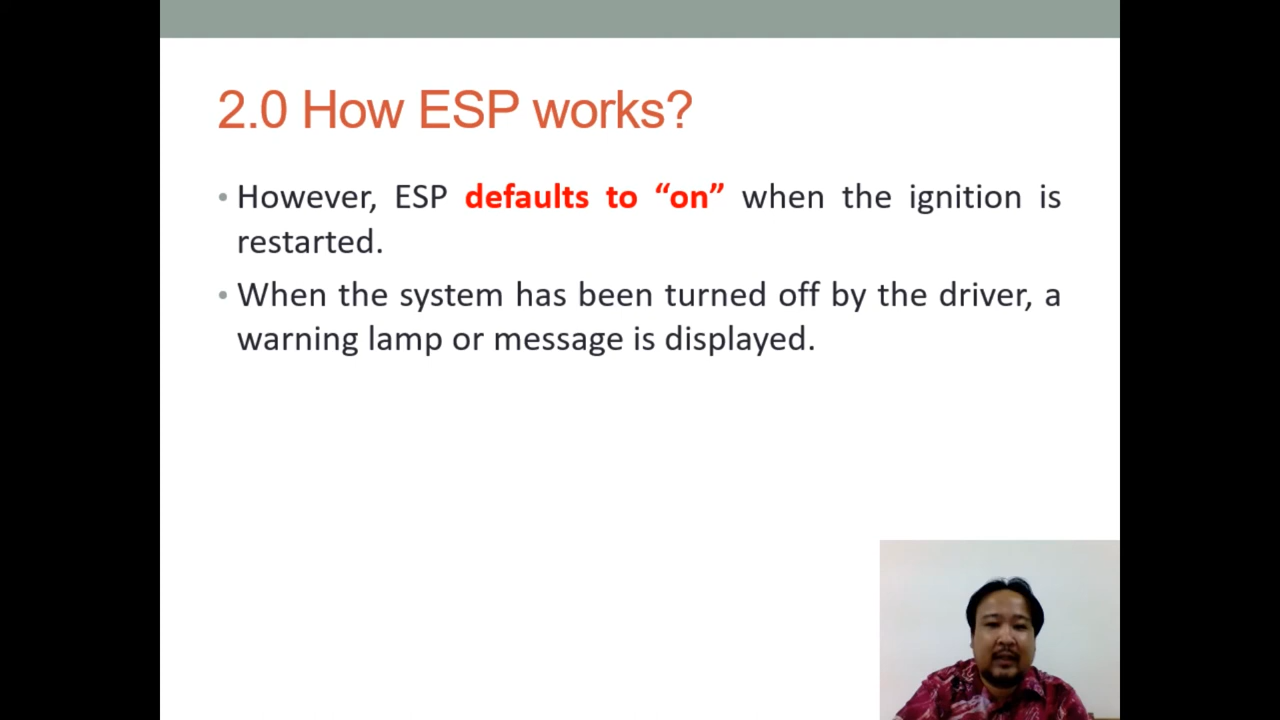 2.0 How ESP works?
• However, ESP defaults to “on” when the ignition is
restarted.
• When the system has been turned off by the driver, a
warning lamp or message is displayed.